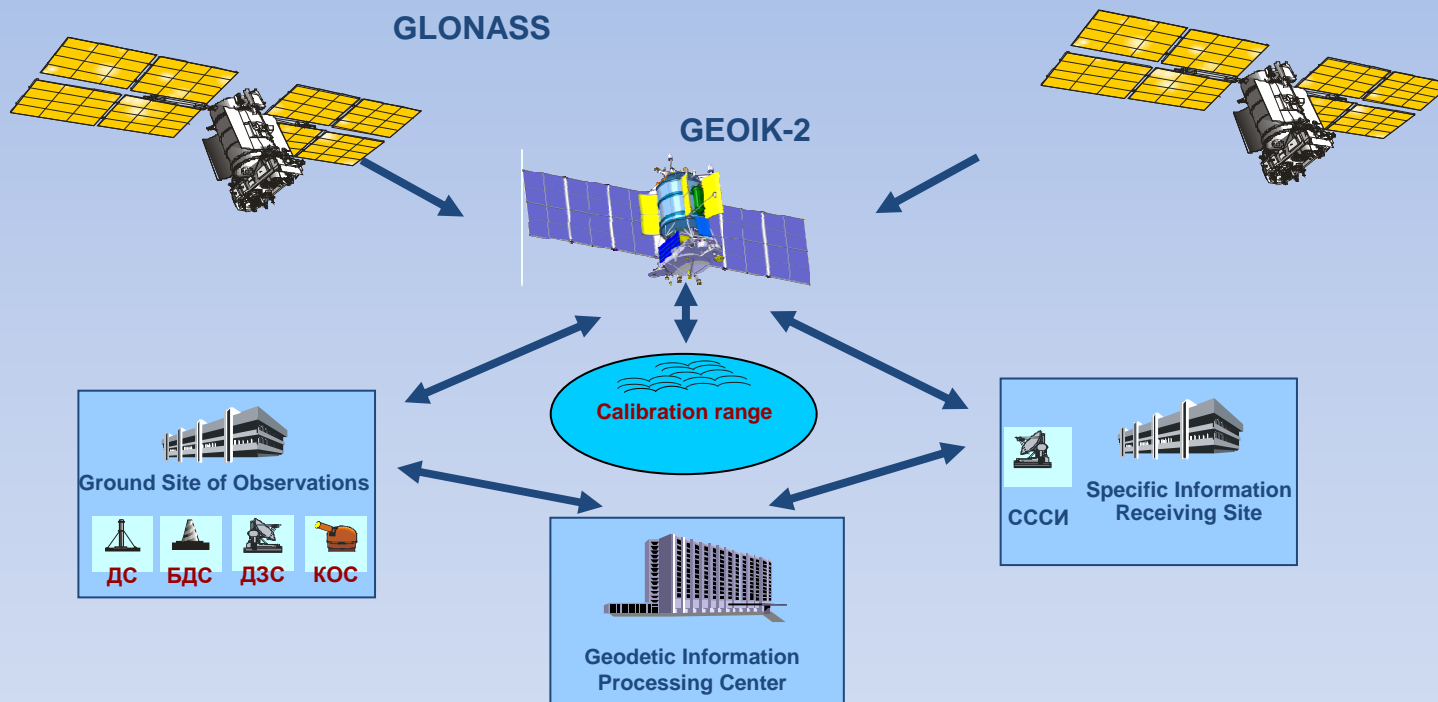 GLONASS
GEOIK-2
Calibration range
Ground Site of Observations
ДС
БДС
ДЗС
КОС
СССИ
Specific Information
Receiving Site
Geodetic Information
Processing Center